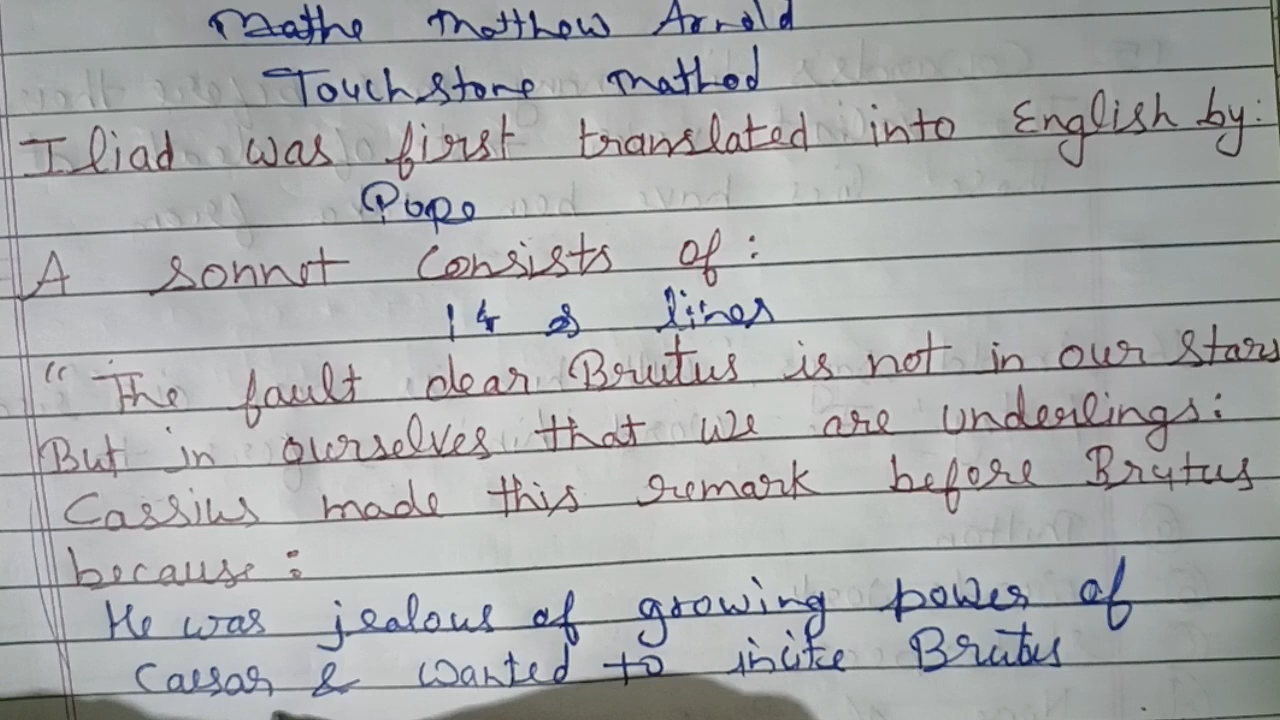 Mathe Matthew Arnold
Touchstone Mathod
Iliad was first translated into English by:
Pope
A sonnet consists of:
14 lines
"The fault dear Brutus is not in our stars
But in ourselves that we are underlings:
Cassius made this remark before Brutus
because:
He was jealous of growing power of
Caesar & wanted to incite Brutus